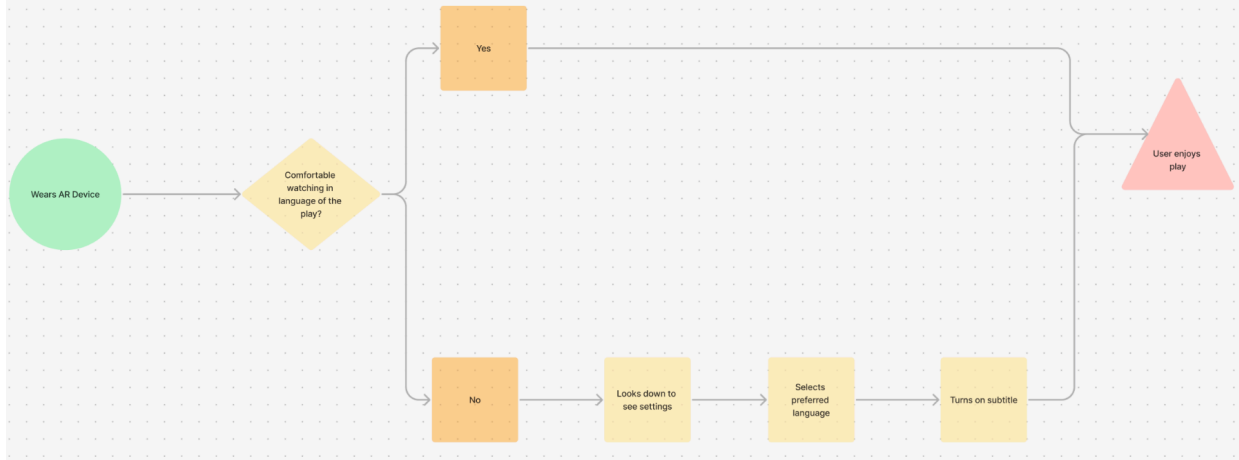 Yes
Wears AR Device
Comfortable
watching in
language of the
play?
User enjoys
play
No
Looks down to
see settings
Selects
preferred
language
Turns on subtitle